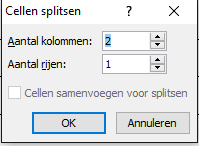 Cellen splitsen ? ×
Aantal kolommen: 2
Aantal rijen: 1
Cellen samenvoegen voor splitsen
OK Annuleren